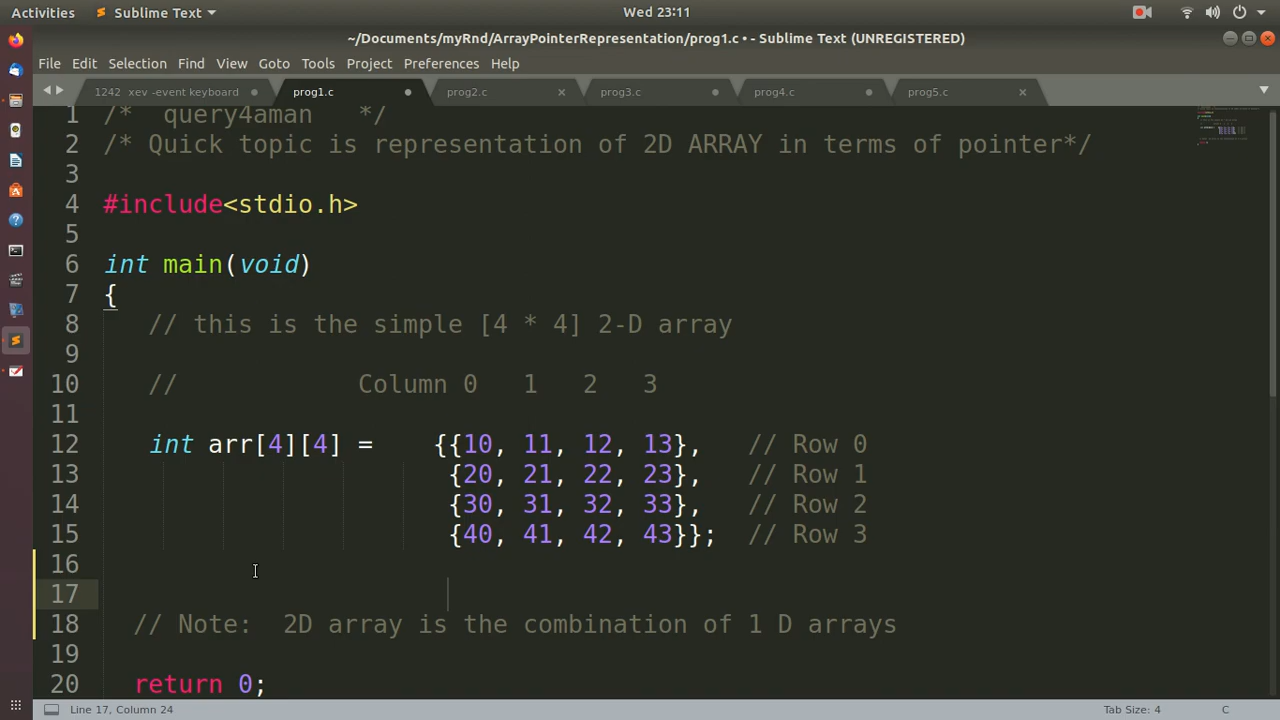 Activities Sublime Text Wed 23:11
~/Documents/myRnd/ArrayPointerRepresentation/prog1.c • - Sublime Text (UNREGISTERED)
File Edit Selection Find View Goto Tools Project Preferences Help
1242 xev -event keyboard prog1.c prog2.c prog3.c prog4.c prog5.c
1 /* query4aman */
2 /* Quick topic is representation of 2D ARRAY in terms of pointer*/
3
4 #include<stdio.h>
5
6 int main(void)
7 {
8 // this is the simple [4 * 4] 2-D array
9
10 // Column 0 1 2 3
11
12 int arr[4][4] = {{10, 11, 12, 13}, // Row 0
13 {20, 21, 22, 23}, // Row 1
14 {30, 31, 32, 33}, // Row 2
15 {40, 41, 42, 43}}; // Row 3
16
17
18 // Note: 2D array is the combination of 1 D arrays
19
20 return 0;
Line 17, Column 24 Tab Size: 4 C